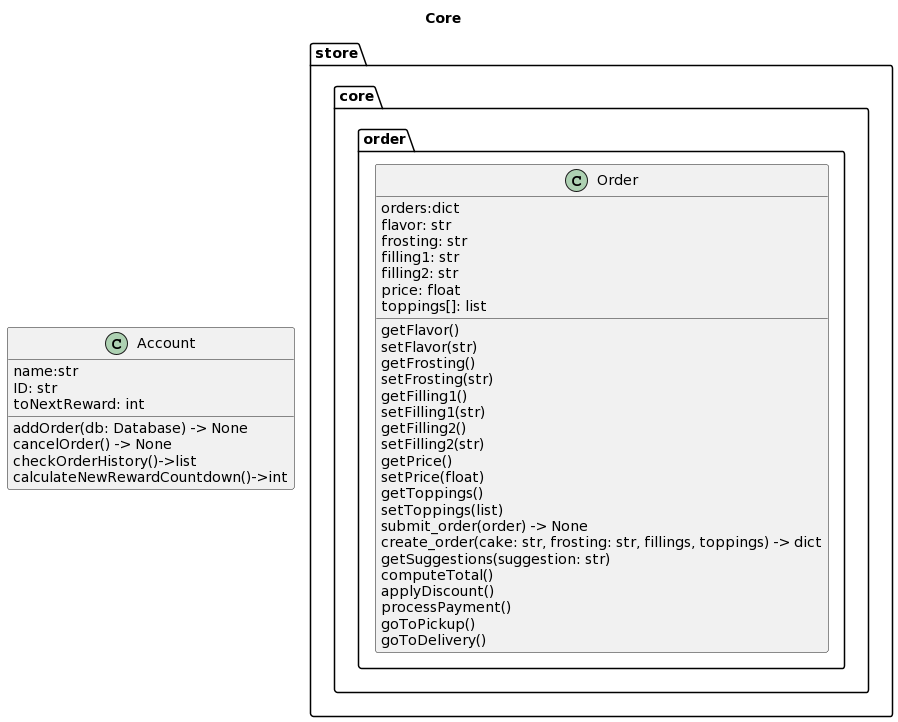 Core
store
core
order
C Order
orders:dict
flavor: str
frosting: str
filling1: str
filling2: str
price: float
toppings[]: list
getFlavor()
setFlavor(str)
getFrosting()
setFrosting(str)
getFilling1()
setFilling1(str)
getFilling2()
setFilling2(str)
getPrice()
setPrice(float)
getToppings()
setToppings(list)
submit_order(order) -> None
create_order(cake: str, frosting: str, fillings, toppings) -> dict
getSuggestions(suggestion: str)
computeTotal()
applyDiscount()
processPayment()
goToPickup()
goToDelivery()
C Account
name:str
ID: str
toNextReward: int
addOrder(db: Database) -> None
cancelOrder() -> None
checkOrderHistory()->list
calculateNewRewardCountdown()->int